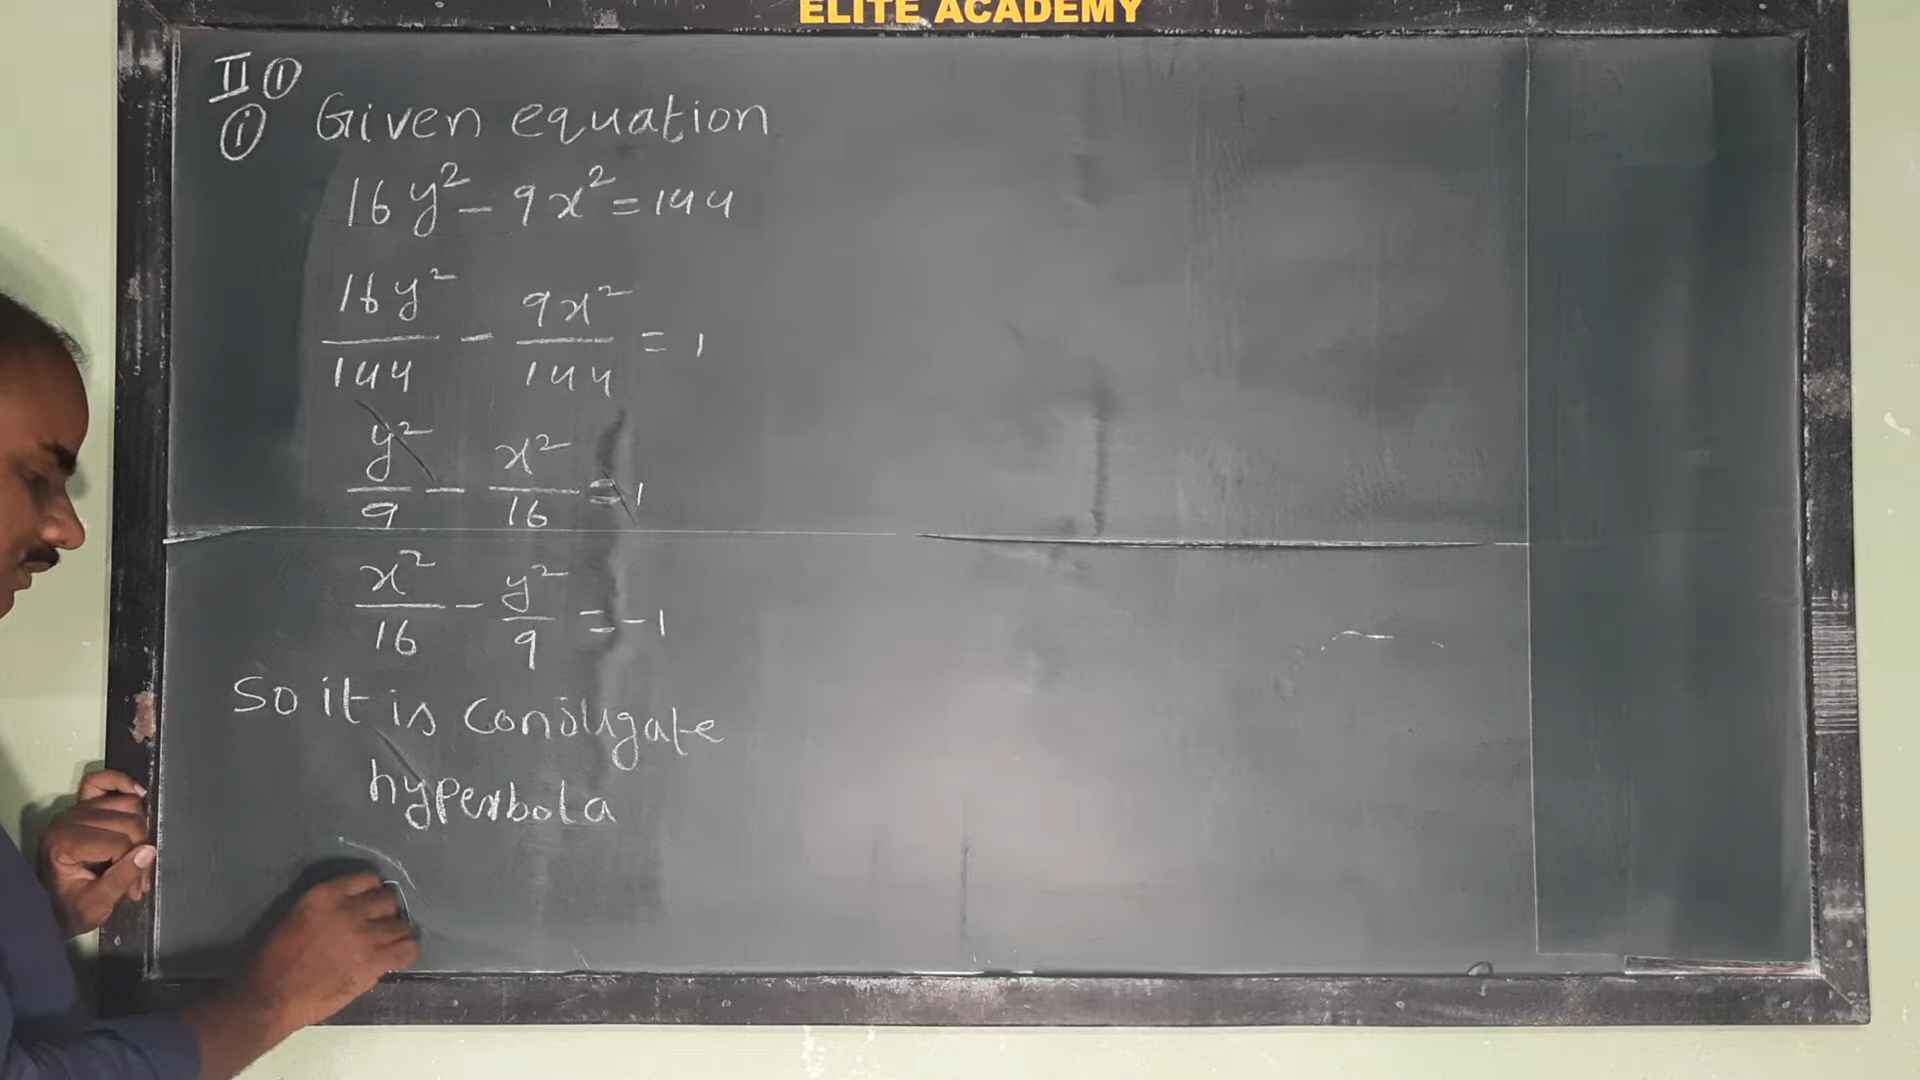 ELITE ACADEMY
II ①
ⓘ Given equation
16y² - 9x² = 144
16y²/144 - 9x²/144 = 1
y²/9 - x²/16 = 1
x²/16 - y²/9 = -1
So it is conjugate
hyperbola